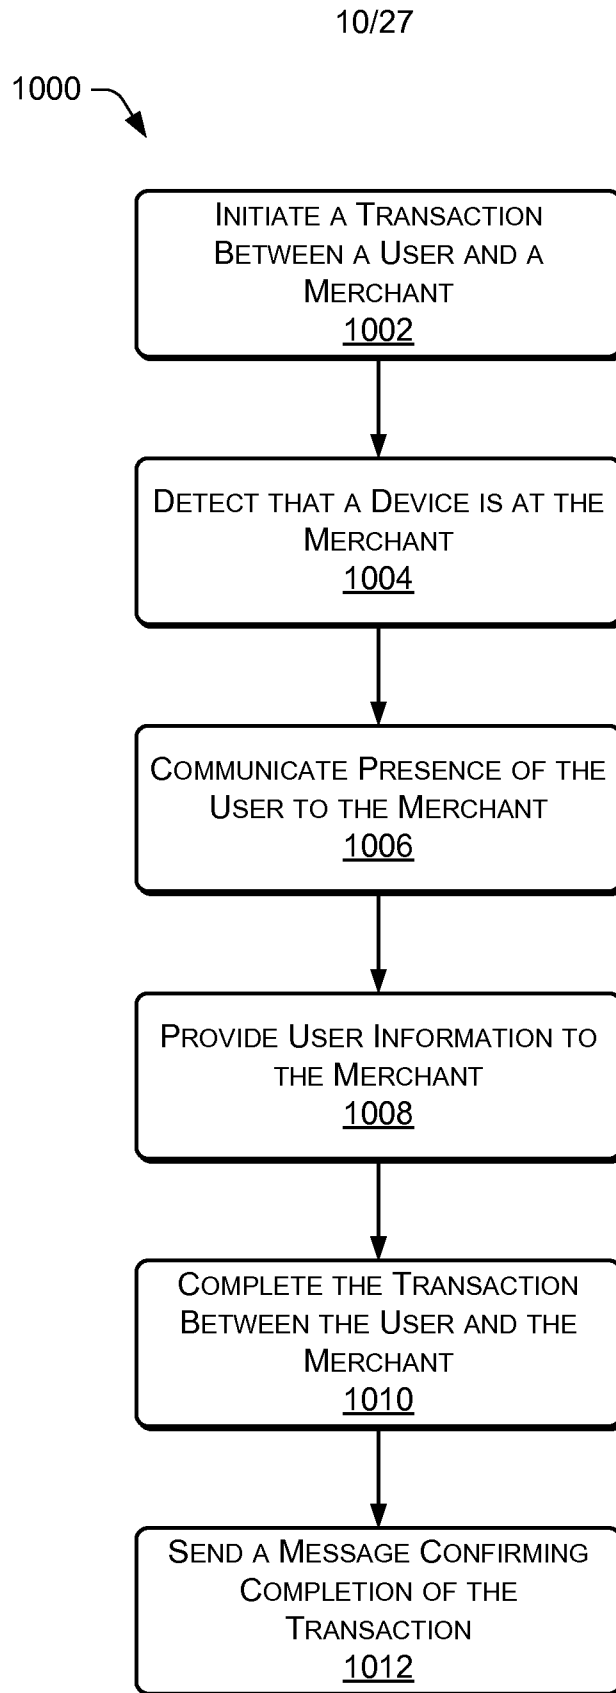 10/27
1000
INITIATE A TRANSACTION
BETWEEN A USER AND A
MERCHANT
1002
DETECT THAT A DEVICE IS AT THE
MERCHANT
1004
COMMUNICATE PRESENCE OF THE
USER TO THE MERCHANT
1006
PROVIDE USER INFORMATION TO
THE MERCHANT
1008
COMPLETE THE TRANSACTION
BETWEEN THE USER AND THE
MERCHANT
1010
SEND A MESSAGE CONFIRMING
COMPLETION OF THE
TRANSACTION
1012